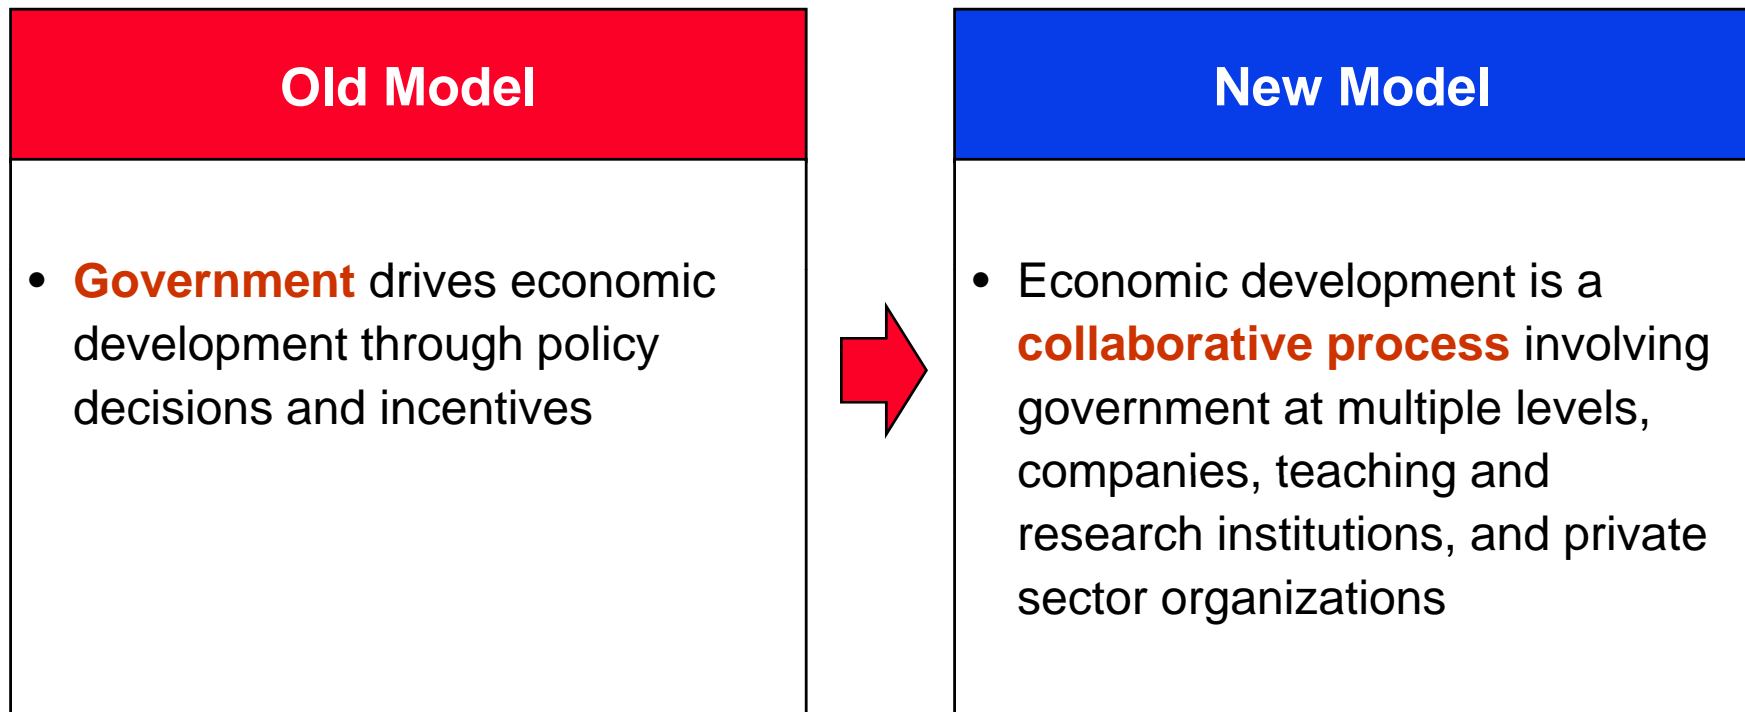 Old Model
• Government drives economic
development through policy
decisions and incentives
New Model
• Economic development is a
collaborative process involving
government at multiple levels,
companies, teaching and
research institutions, and private
sector organizations